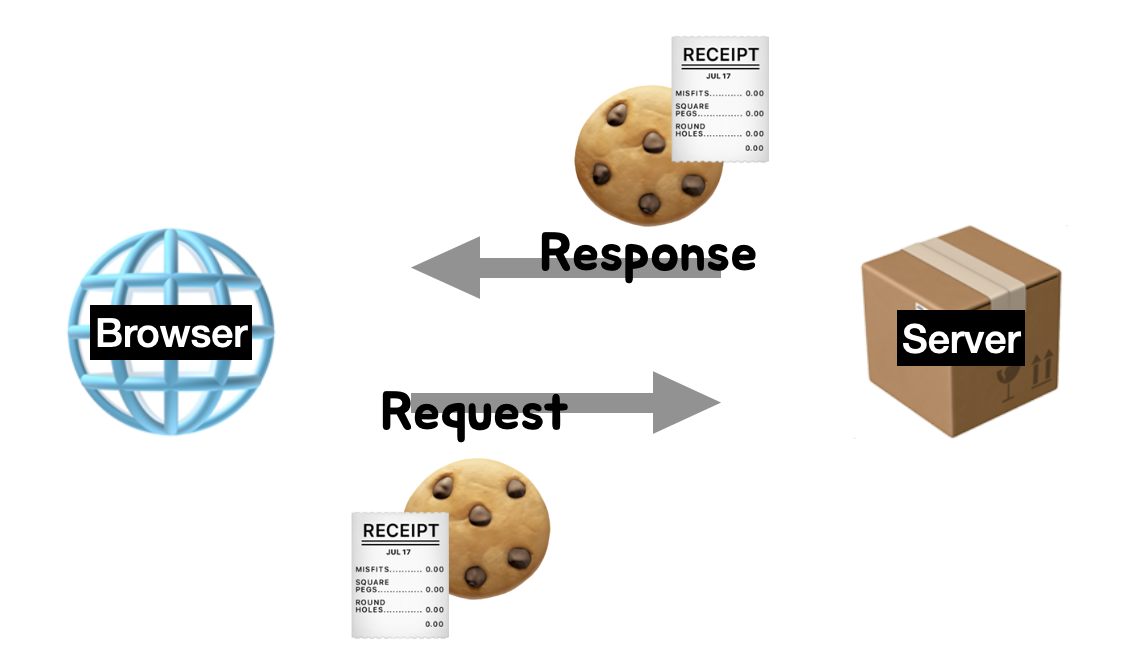 RECEIPT
JUL 17
MISFITS........... 0.00
SQUARE
PEGS............... 0.00
ROUND
HOLES.............. 0.00
0.00
Response
Browser
Server
Request
RECEIPT
JUL 17
MISFITS........... 0.00
SQUARE
PEGS............... 0.00
ROUND
HOLES.............. 0.00
0.00